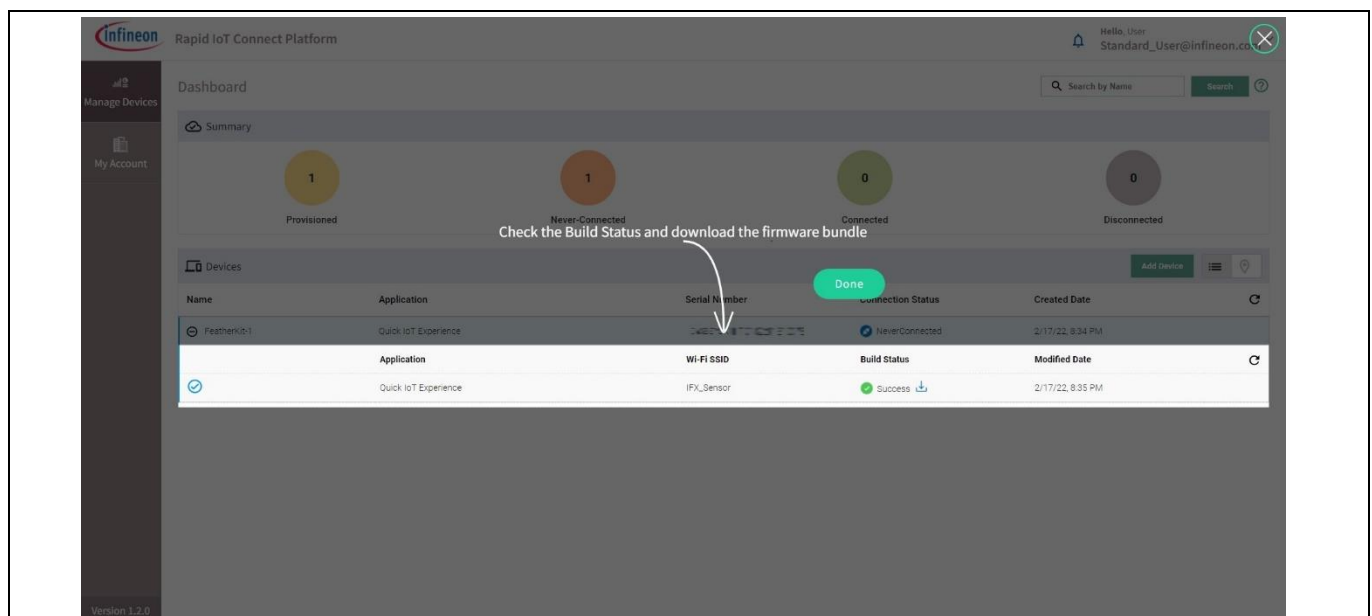 infineon
Rapid IoT Connect Platform
Hello, User
Standard_User@infineon.co
Manage Devices
My Account
Dashboard
Search by Name
Search
Summary
1
1
0
0
Provisioned
Never-Connected
Connected
Disconnected
Check the Build Status and download the firmware bundle
Devices
Add Device
Done
Name Application Serial Number Connection Status Created Date
FeatherKit-1 Quick IoT Experience NeverConnected 2/17/22, 8:34 PM
Application Wi-Fi SSID Build Status Modified Date
Quick IoT Experience IFX_Sensor Success 2/17/22, 8:35 PM
Version 1.2.0